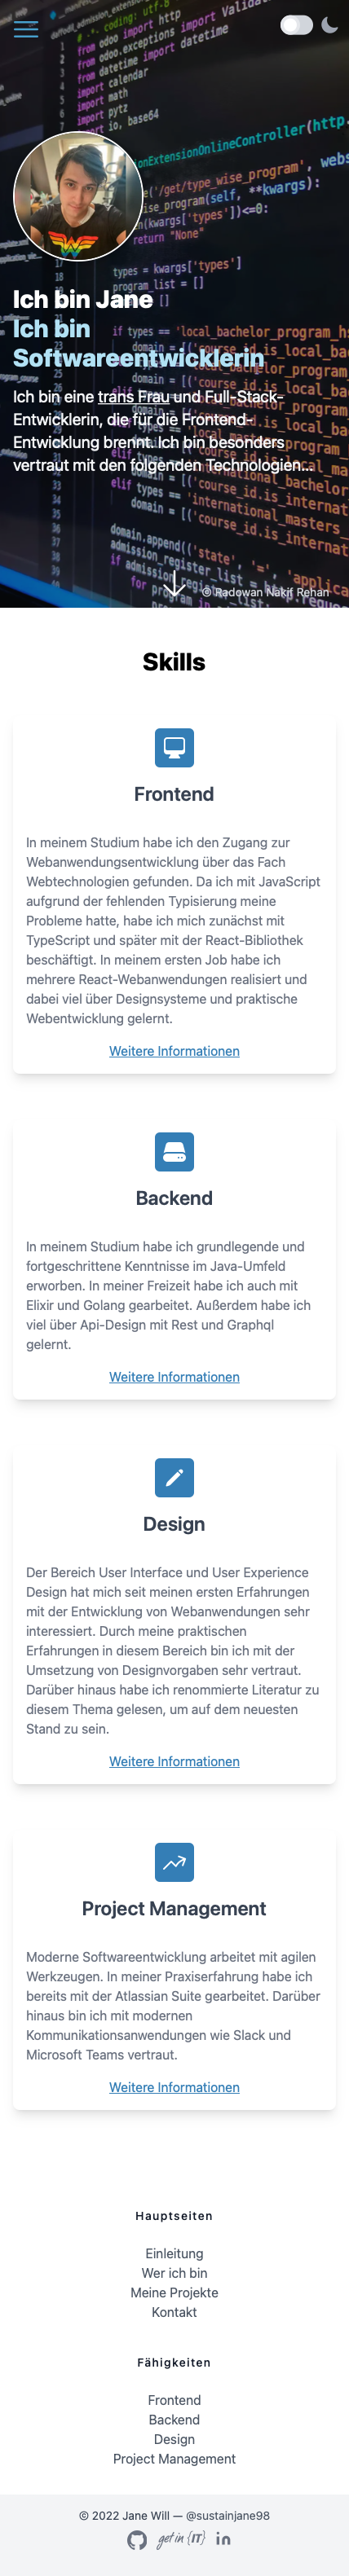 Ich bin Jane
Ich bin
Softwareentwicklerin
Ich bin eine trans Frau und Full-Stack-
Entwicklerin, die für die Frontend-
Entwicklung brennt. Ich bin besonders
vertraut mit den folgenden Technologien...
© Radowan Nakif Rehan
Skills
Frontend
In meinem Studium habe ich den Zugang zur
Webanwendungsentwicklung über das Fach
Webtechnologien gefunden. Da ich mit JavaScript
aufgrund der fehlenden Typisierung meine
Probleme hatte, habe ich mich zunächst mit
TypeScript und später mit der React-Bibliothek
beschäftigt. In meinem ersten Job habe ich
mehrere React-Webanwendungen realisiert und
dabei viel über Designsysteme und praktische
Webentwicklung gelernt.
Weitere Informationen
Backend
In meinem Studium habe ich grundlegende und
fortgeschrittene Kenntnisse im Java-Umfeld
erworben. In meiner Freizeit habe ich auch mit
Elixir und Golang gearbeitet. Außerdem habe ich
viel über Api-Design mit Rest und Graphql
gelernt.
Weitere Informationen
Design
Der Bereich User Interface und User Experience
Design hat mich seit meinen ersten Erfahrungen
mit der Entwicklung von Webanwendungen sehr
interessiert. Durch meine praktischen
Erfahrungen in diesem Bereich bin ich mit der
Umsetzung von Designvorgaben sehr vertraut.
Darüber hinaus habe ich renommierte Literatur zu
diesem Thema gelesen, um auf dem neuesten
Stand zu sein.
Weitere Informationen
Project Management
Moderne Softwareentwicklung arbeitet mit agilen
Werkzeugen. In meiner Praxiserfahrung habe ich
bereits mit der Atlassian Suite gearbeitet. Darüber
hinaus bin ich mit modernen
Kommunikationsanwendungen wie Slack und
Microsoft Teams vertraut.
Weitere Informationen
Hauptseiten
Einleitung
Wer ich bin
Meine Projekte
Kontakt
Fähigkeiten
Frontend
Backend
Design
Project Management
© 2022 Jane Will — @sustainjane98
get in {IT} in